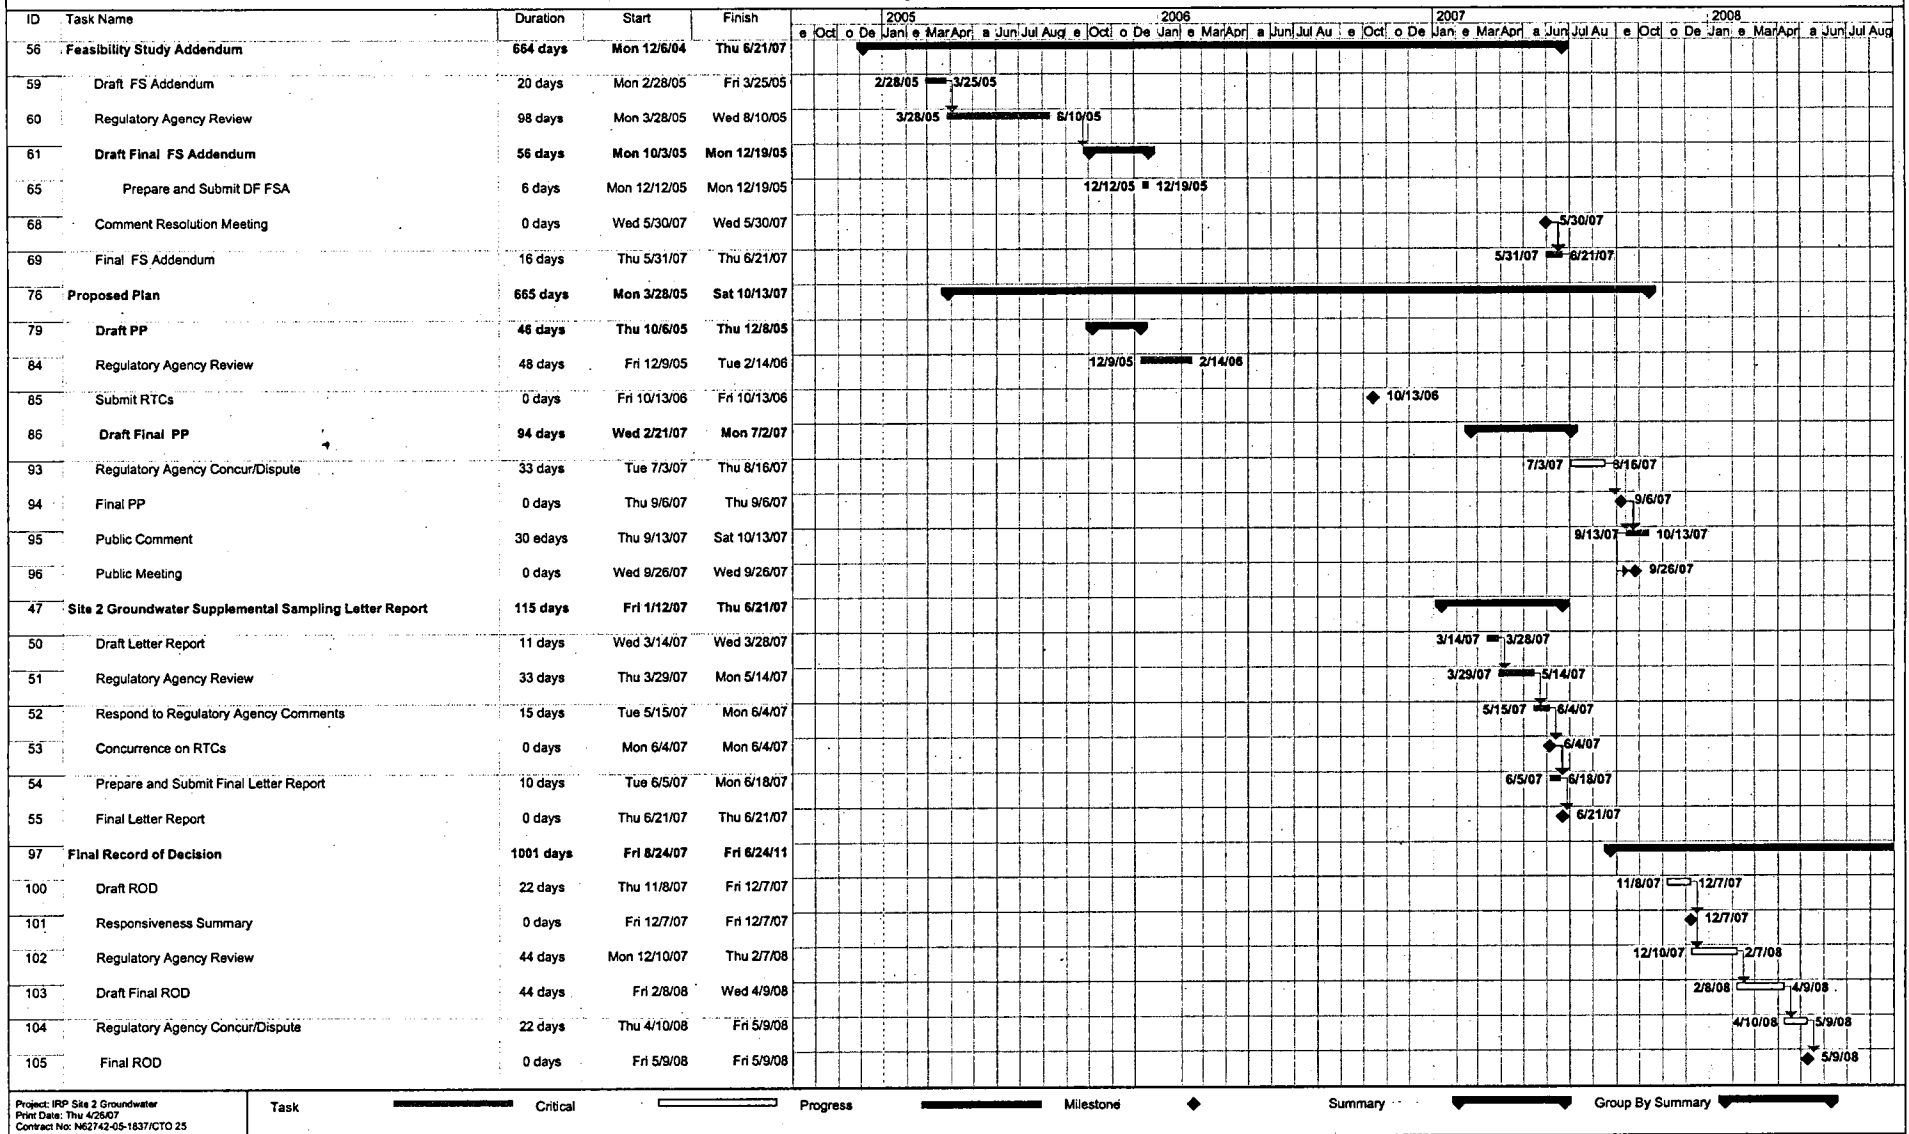 2005 2006 2007 2008
ID Task Name Duration Start Finish e Oct o De Jan e Mar Apr a Jun Jul Aug e Oct o De Jan e Mar Apr a Jun Jul Au e Oct o De Jan e Mar Apr a Jun Jul Au e Oct o De Jan e Mar Apr a Jun Jul Aug
56 Feasibility Study Addendum 664 days Mon 12/6/04 Thu 6/21/07
59 Draft FS Addendum 20 days Mon 2/28/05 Fri 3/25/05 2/28/05 3/25/05
60 Regulatory Agency Review 98 days Mon 3/28/05 Wed 8/10/05 3/28/05 8/10/05
61 Draft Final FS Addendum 56 days Mon 10/3/05 Mon 12/19/05
65 Prepare and Submit DF FSA 6 days Mon 12/12/05 Mon 12/19/05 12/12/05 12/19/05
68 Comment Resolution Meeting 0 days Wed 5/30/07 Wed 5/30/07 5/30/07
69 Final FS Addendum 16 days Thu 5/31/07 Thu 6/21/07 5/31/07 6/21/07
76 Proposed Plan 665 days Mon 3/28/05 Sat 10/13/07
79 Draft PP 46 days Thu 10/6/05 Thu 12/8/05
84 Regulatory Agency Review 48 days Fri 12/9/05 Tue 2/14/06 12/9/05 2/14/06
85 Submit RTCs 0 days Fri 10/13/06 Fri 10/13/06 10/13/06
86 Draft Final PP 94 days Wed 2/21/07 Mon 7/2/07
93 Regulatory Agency Concur/Dispute 33 days Tue 7/3/07 Thu 8/16/07 7/3/07 8/16/07
94 Final PP 0 days Thu 9/6/07 Thu 9/6/07 9/6/07
95 Public Comment 30 edays Thu 9/13/07 Sat 10/13/07 9/13/07 10/13/07
96 Public Meeting 0 days Wed 9/26/07 Wed 9/26/07 9/26/07
47 Site 2 Groundwater Supplemental Sampling Letter Report 115 days Fri 1/12/07 Thu 6/21/07
50 Draft Letter Report 11 days Wed 3/14/07 Wed 3/28/07 3/14/07 3/28/07
51 Regulatory Agency Review 33 days Thu 3/29/07 Mon 5/14/07 3/29/07 5/14/07
52 Respond to Regulatory Agency Comments 15 days Tue 5/15/07 Mon 6/4/07 5/15/07 6/4/07
53 Concurrence on RTCs 0 days Mon 6/4/07 Mon 6/4/07 6/4/07
54 Prepare and Submit Final Letter Report 10 days Tue 6/5/07 Mon 6/18/07 6/5/07 6/18/07
55 Final Letter Report 0 days Thu 6/21/07 Thu 6/21/07 6/21/07
97 Final Record of Decision 1001 days Fri 8/24/07 Fri 6/24/11
100 Draft ROD 22 days Thu 11/8/07 Fri 12/7/07 11/8/07 12/7/07
101 Responsiveness Summary 0 days Fri 12/7/07 Fri 12/7/07 12/7/07
102 Regulatory Agency Review 44 days Mon 12/10/07 Thu 2/7/08 12/10/07 2/7/08
103 Draft Final ROD 44 days Fri 2/8/08 Wed 4/9/08 2/8/08 4/9/08
104 Regulatory Agency Concur/Dispute 22 days Thu 4/10/08 Fri 5/9/08 4/10/08 5/9/08
105 Final ROD 0 days Fri 5/9/08 Fri 5/9/08 5/9/08
Project: IRP Site 2 Groundwater
Print Date: Thu 4/26/07
Contract No: N62742-05-1837/CTO 25
Task Critical Progress Milestone Summary Group By Summary